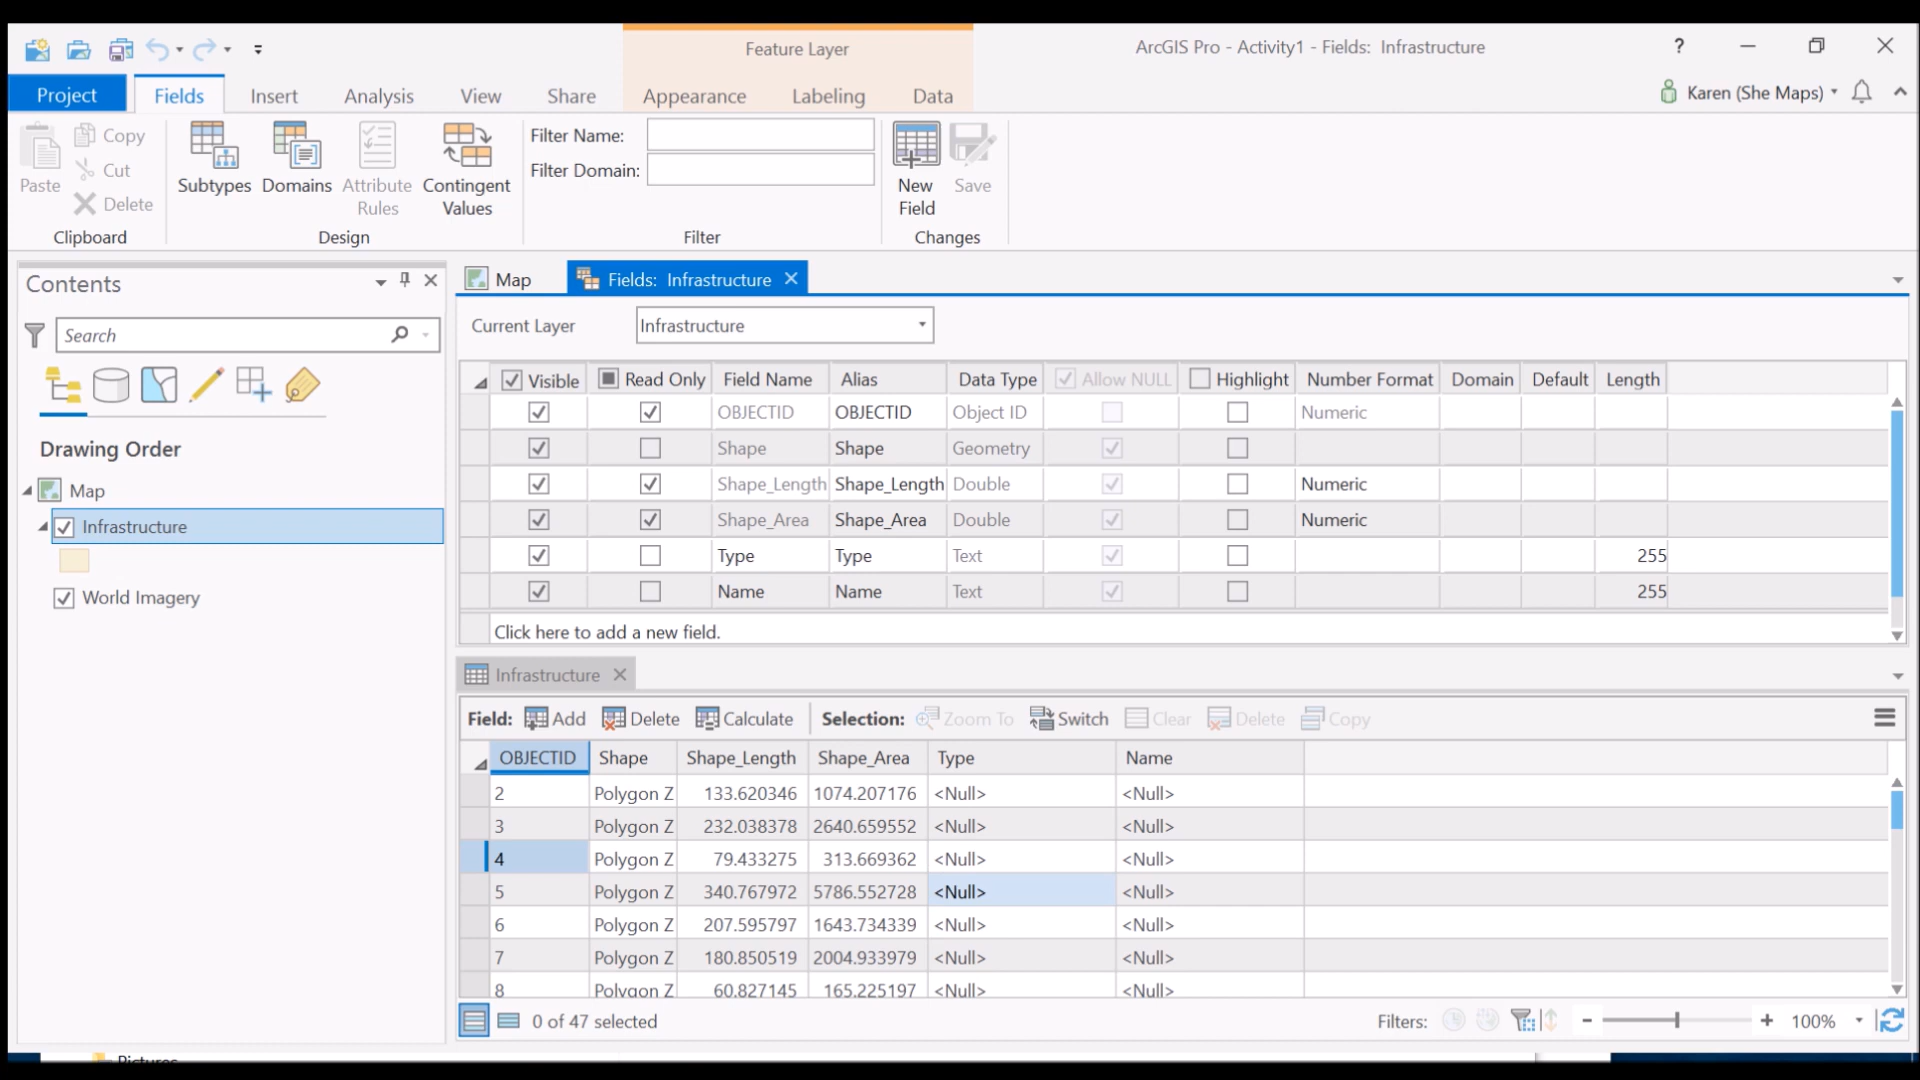 Feature Layer
ArcGIS Pro - Activity1 - Fields: Infrastructure
?
Project Fields Insert Analysis View Share Appearance Labeling Data
Karen (She Maps)
Paste
Copy
Cut
Delete
Clipboard
Subtypes
Domains
Attribute
Rules
Contingent
Values
Design
Filter Name:
Filter Domain:
Filter
New
Field
Save
Changes
Contents
Search
Drawing Order
Map
Infrastructure
World Imagery
Map
Fields: Infrastructure
Current Layer Infrastructure
Visible Read Only Field Name Alias Data Type Allow NULL Highlight Number Format Domain Default Length
OBJECTID OBJECTID Object ID Numeric
Shape Shape Geometry
Shape_Length Shape_Length Double Numeric
Shape_Area Shape_Area Double Numeric
Type Type Text 255
Name Name Text 255
Click here to add a new field.
Infrastructure
Field: Add Delete Calculate Selection: Zoom To Switch Clear Delete Copy
OBJECTID Shape Shape_Length Shape_Area Type Name
2 Polygon Z 133.620346 1074.207176 <Null> <Null>
3 Polygon Z 232.038378 2640.659552 <Null> <Null>
4 Polygon Z 79.433275 313.669362 <Null> <Null>
5 Polygon Z 340.767972 5786.552728 <Null> <Null>
6 Polygon Z 207.595797 1643.734339 <Null> <Null>
7 Polygon Z 180.850519 2004.933979 <Null> <Null>
8 Polygon Z 60.827145 165.225197 <Null> <Null>
0 of 47 selected
Filters:
- + 100%
Pictures